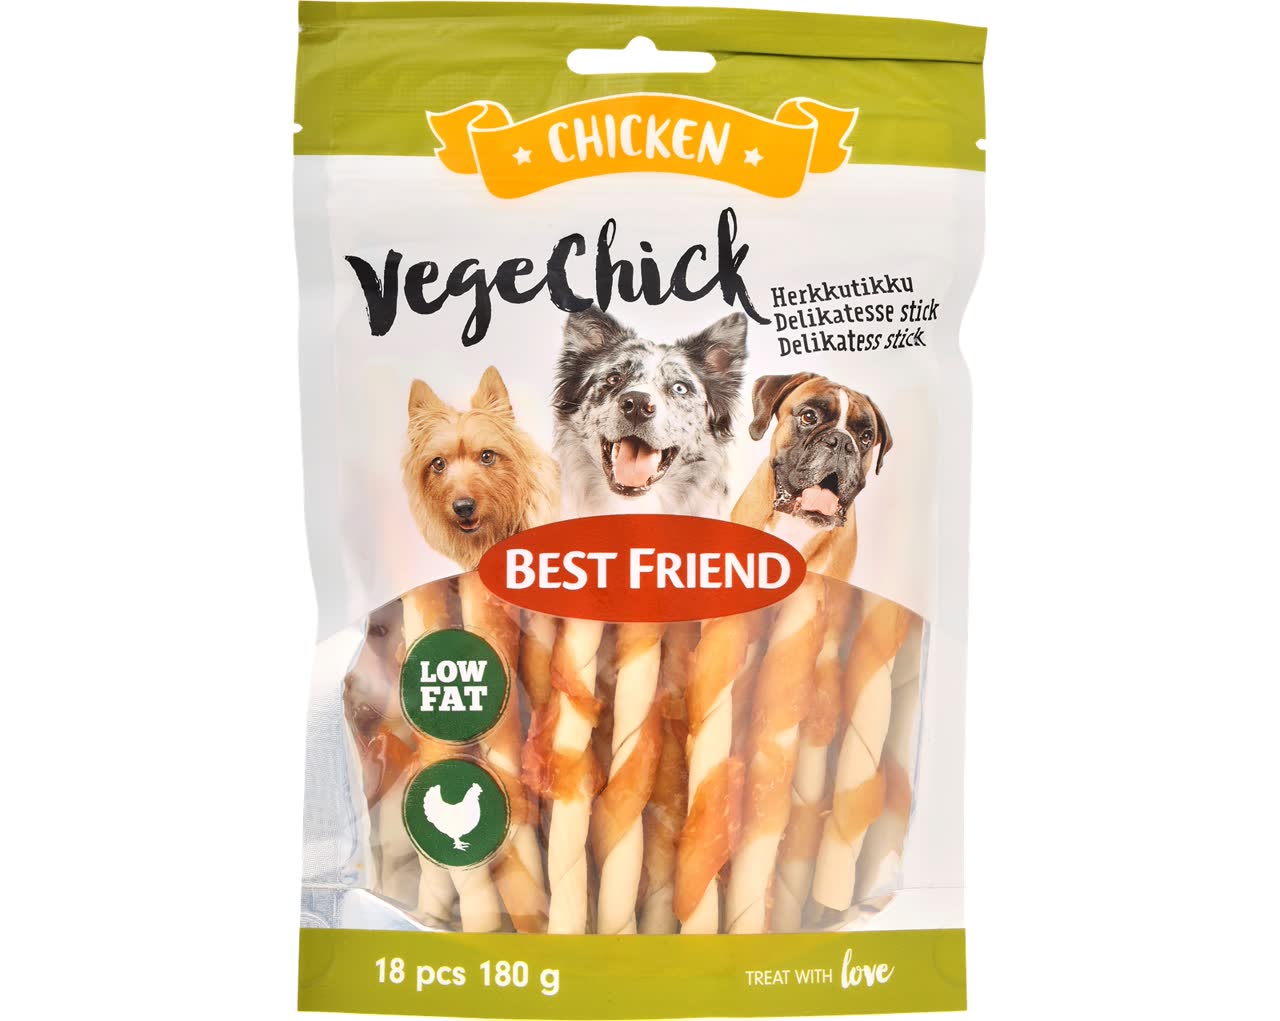 CHICKEN
VegeChick
Herkkutikku
Delikatesse stick
Delikatess stick
BEST FRIEND
LOW
FAT
18 pcs 180 g
TREAT WITH love